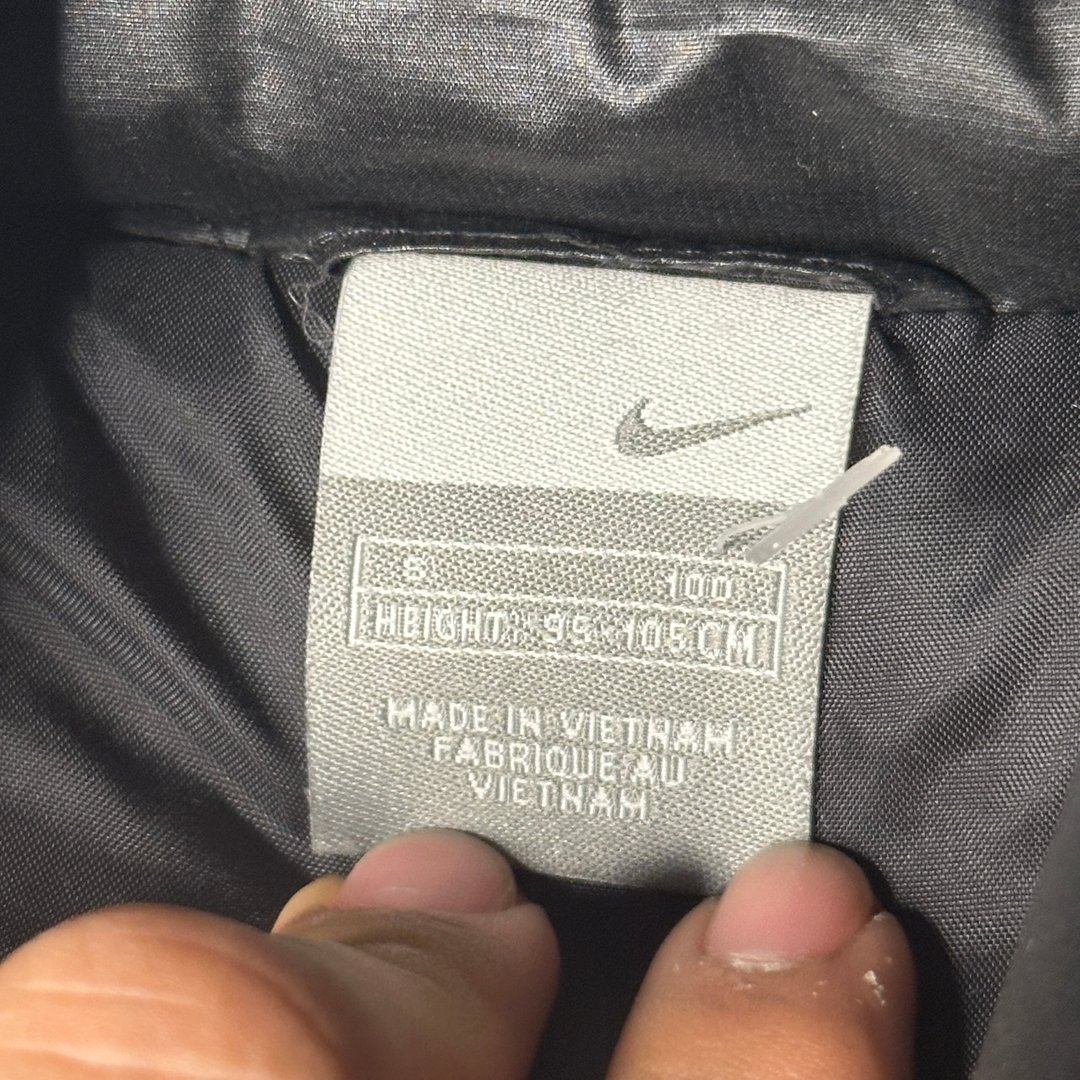 S 100
HEIGHT: 95-105CM.
MADE IN VIETNAM
FABRIQUE AU
VIETNAM